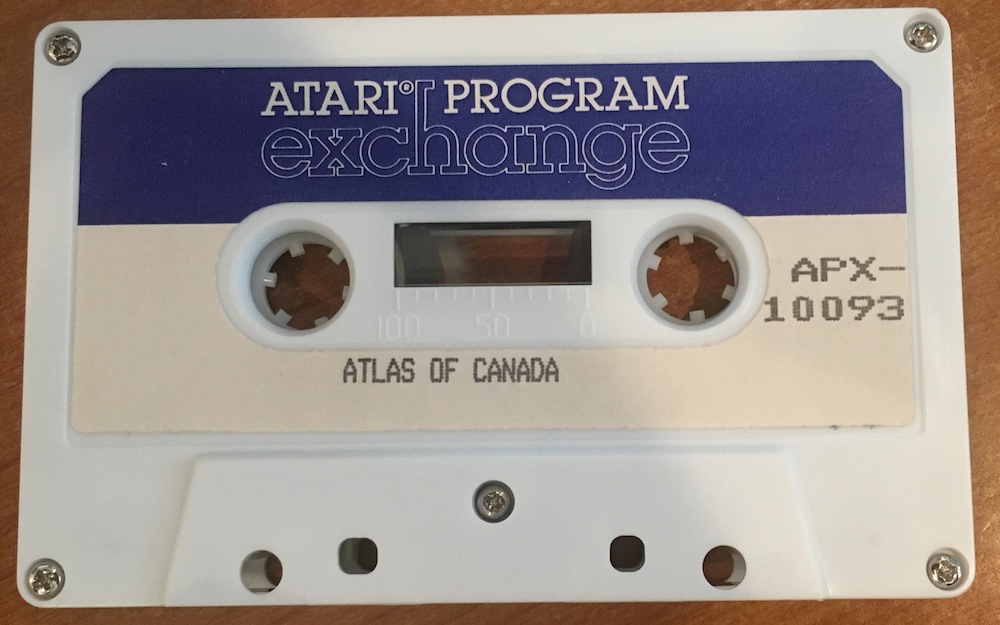 ATARI® PROGRAM
exchange
APX-
10093
100 50 0
ATLAS OF CANADA